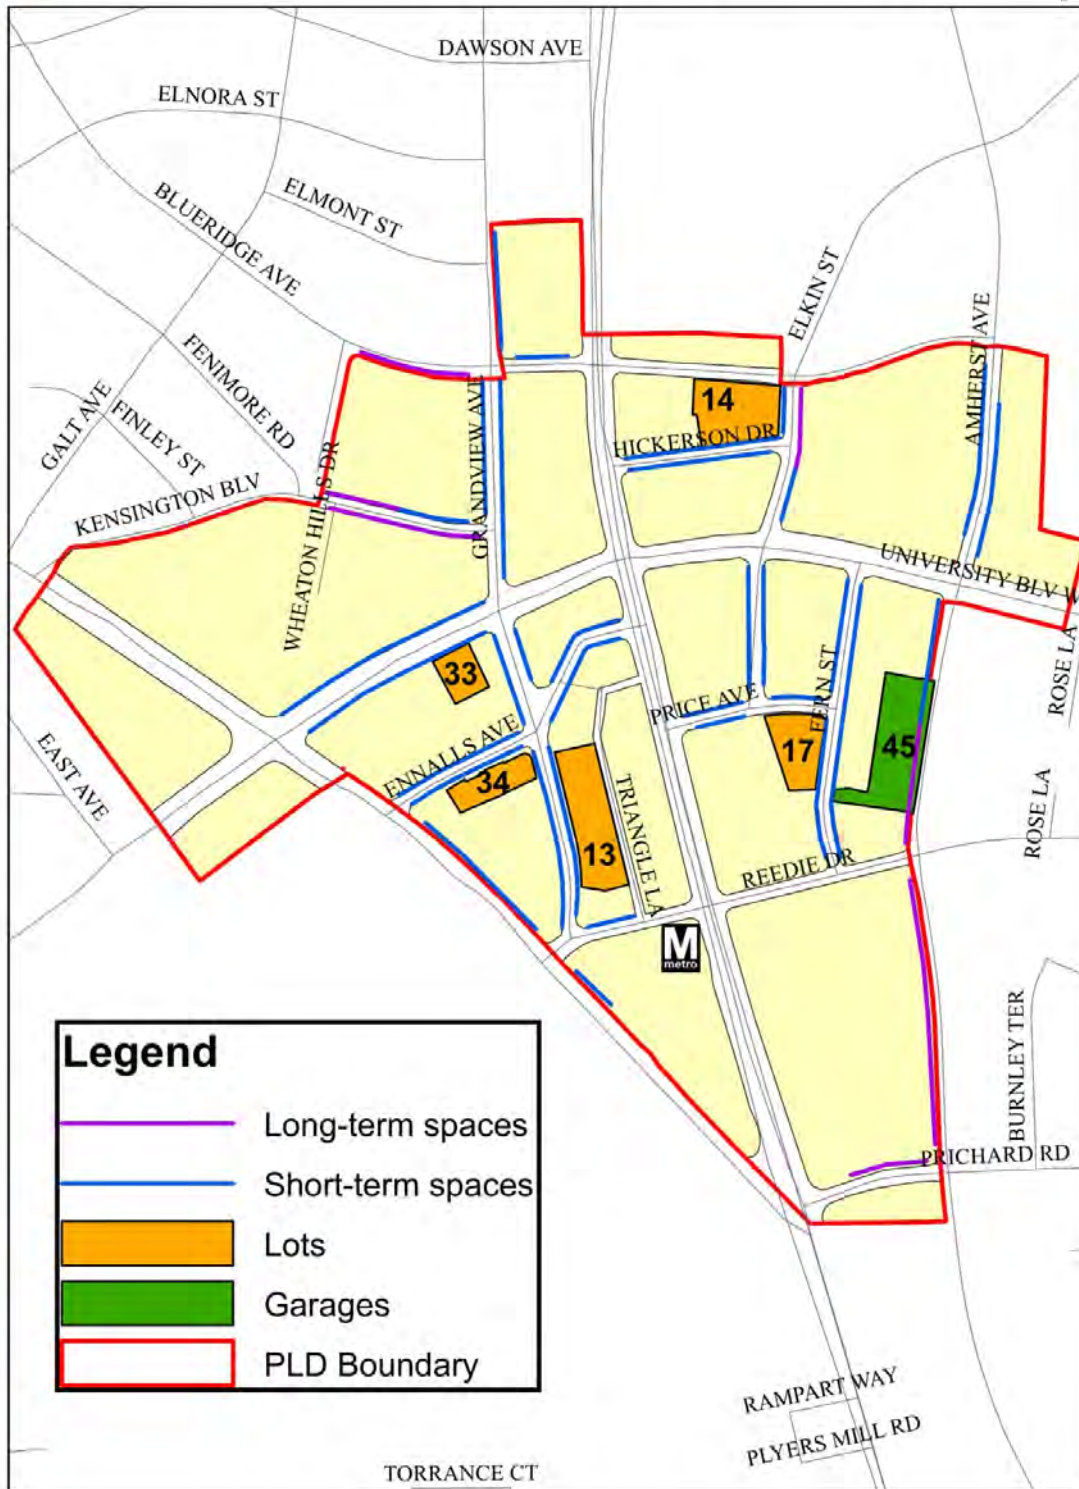 DAWSON AVE
ELNORA ST
ELMONT ST
BLUERIDGE AVE
ELKIN ST
AMHERST AVE
FENIMORE RD
GALT AVE
FINLEY ST
GRANDVIEW AVE
14
HICKERSON DR
KENSINGTON BLV
WHEATON HILLS DR
UNIVERSITY BLV W
ROSE LA
33
FERN ST
PRICE AVE
ENNALLS AVE
17
45
EAST AVE
34
TRIANGLE LA
13
ROSE LA
REEDIE DR
M
metro
BURNLEY TER
PRICHARD RD
Legend
Long-term spaces
Short-term spaces
Lots
Garages
PLD Boundary
RAMPART WAY
PLYERS MILL RD
TORRANCE CT